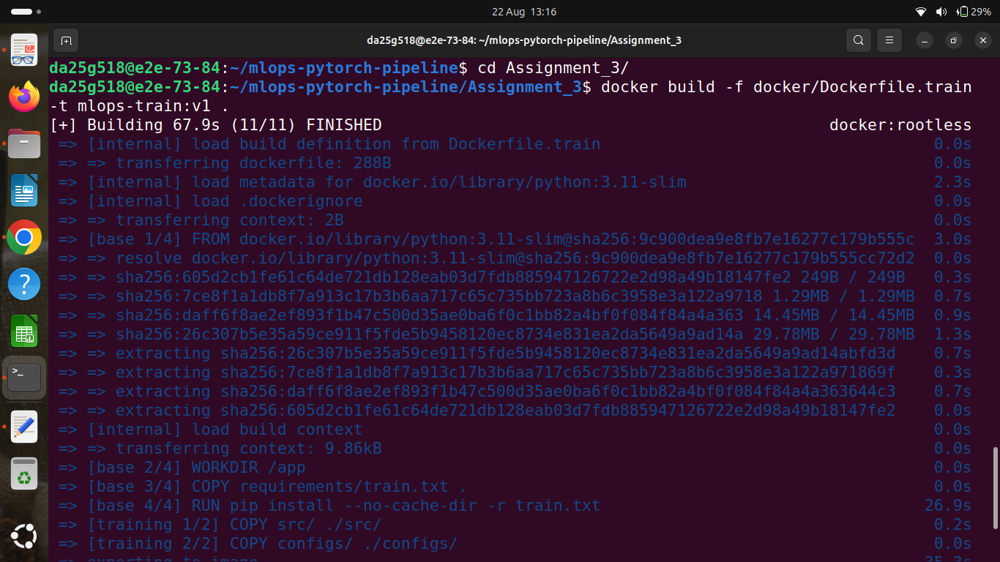 22 Aug 13:16
29%
da25g518@e2e-73-84: ~/mlops-pytorch-pipeline/Assignment_3
da25g518@e2e-73-84:~/mlops-pytorch-pipeline$ cd Assignment_3/
da25g518@e2e-73-84:~/mlops-pytorch-pipeline/Assignment_3$ docker build -f docker/Dockerfile.train
-t mlops-train:v1 .
[+] Building 67.9s (11/11) FINISHED docker:rootless
=> [internal] load build definition from Dockerfile.train 0.0s
=> => transferring dockerfile: 288B 0.0s
=> [internal] load metadata for docker.io/library/python:3.11-slim 2.3s
=> [internal] load .dockerignore 0.0s
=> => transferring context: 2B 0.0s
=> [base 1/4] FROM docker.io/library/python:3.11-slim@sha256:9c900dea9e8fb7e16277c179b555c 3.0s
=> => resolve docker.io/library/python:3.11-slim@sha256:9c900dea9e8fb7e16277c179b555cc72d2 0.0s
=> => sha256:605d2cb1fe61c64de721db128eab03d7fdb885947126722e2d98a49b18147fe2 249B / 249B 0.3s
=> => sha256:7ce8f1a1db8f7a913c17b3b6aa717c65c735bb723a8b6c3958e3a122a9718 1.29MB / 1.29MB 0.7s
=> => sha256:daff6f8ae2ef893f1b47c500d35ae0ba6f0c1bb82a4bf0f084f84a4a363 14.45MB / 14.45MB 0.9s
=> => sha256:26c307b5e35a59ce911f5fde5b9458120ec8734e831ea2da5649a9ad14a 29.78MB / 29.78MB 1.3s
=> => extracting sha256:26c307b5e35a59ce911f5fde5b9458120ec8734e831ea2da5649a9ad14abfd3d 0.7s
=> => extracting sha256:7ce8f1a1db8f7a913c17b3b6aa717c65c735bb723a8b6c3958e3a122a971869f 0.3s
=> => extracting sha256:daff6f8ae2ef893f1b47c500d35ae0ba6f0c1bb82a4bf0f084f84a4a363644c3 0.7s
=> => extracting sha256:605d2cb1fe61c64de721db128eab03d7fdb885947126722e2d98a49b18147fe2 0.0s
=> [internal] load build context 0.0s
=> => transferring context: 9.86kB 0.0s
=> [base 2/4] WORKDIR /app 0.0s
=> [base 3/4] COPY requirements/train.txt . 0.0s
=> [base 4/4] RUN pip install --no-cache-dir -r train.txt 26.9s
=> [training 1/2] COPY src/ ./src/ 0.2s
=> [training 2/2] COPY configs/ ./configs/ 0.0s
=> exporting to image 35.3s